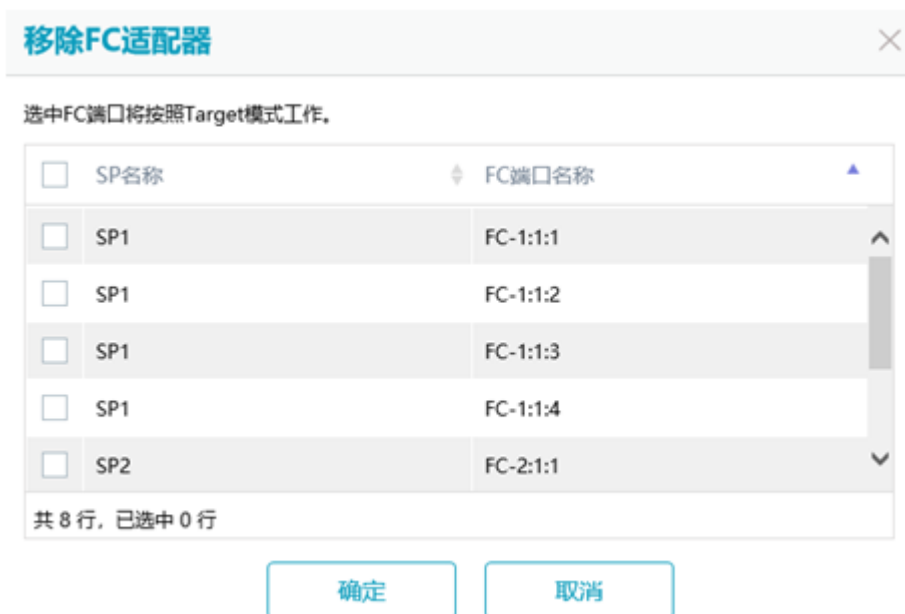 移除FC适配器
选中FC端口将按照Target模式工作。
SP名称 FC端口名称
SP1 FC-1:1:1
SP1 FC-1:1:2
SP1 FC-1:1:3
SP1 FC-1:1:4
SP2 FC-2:1:1
共 8 行，已选中 0 行
确定 取消